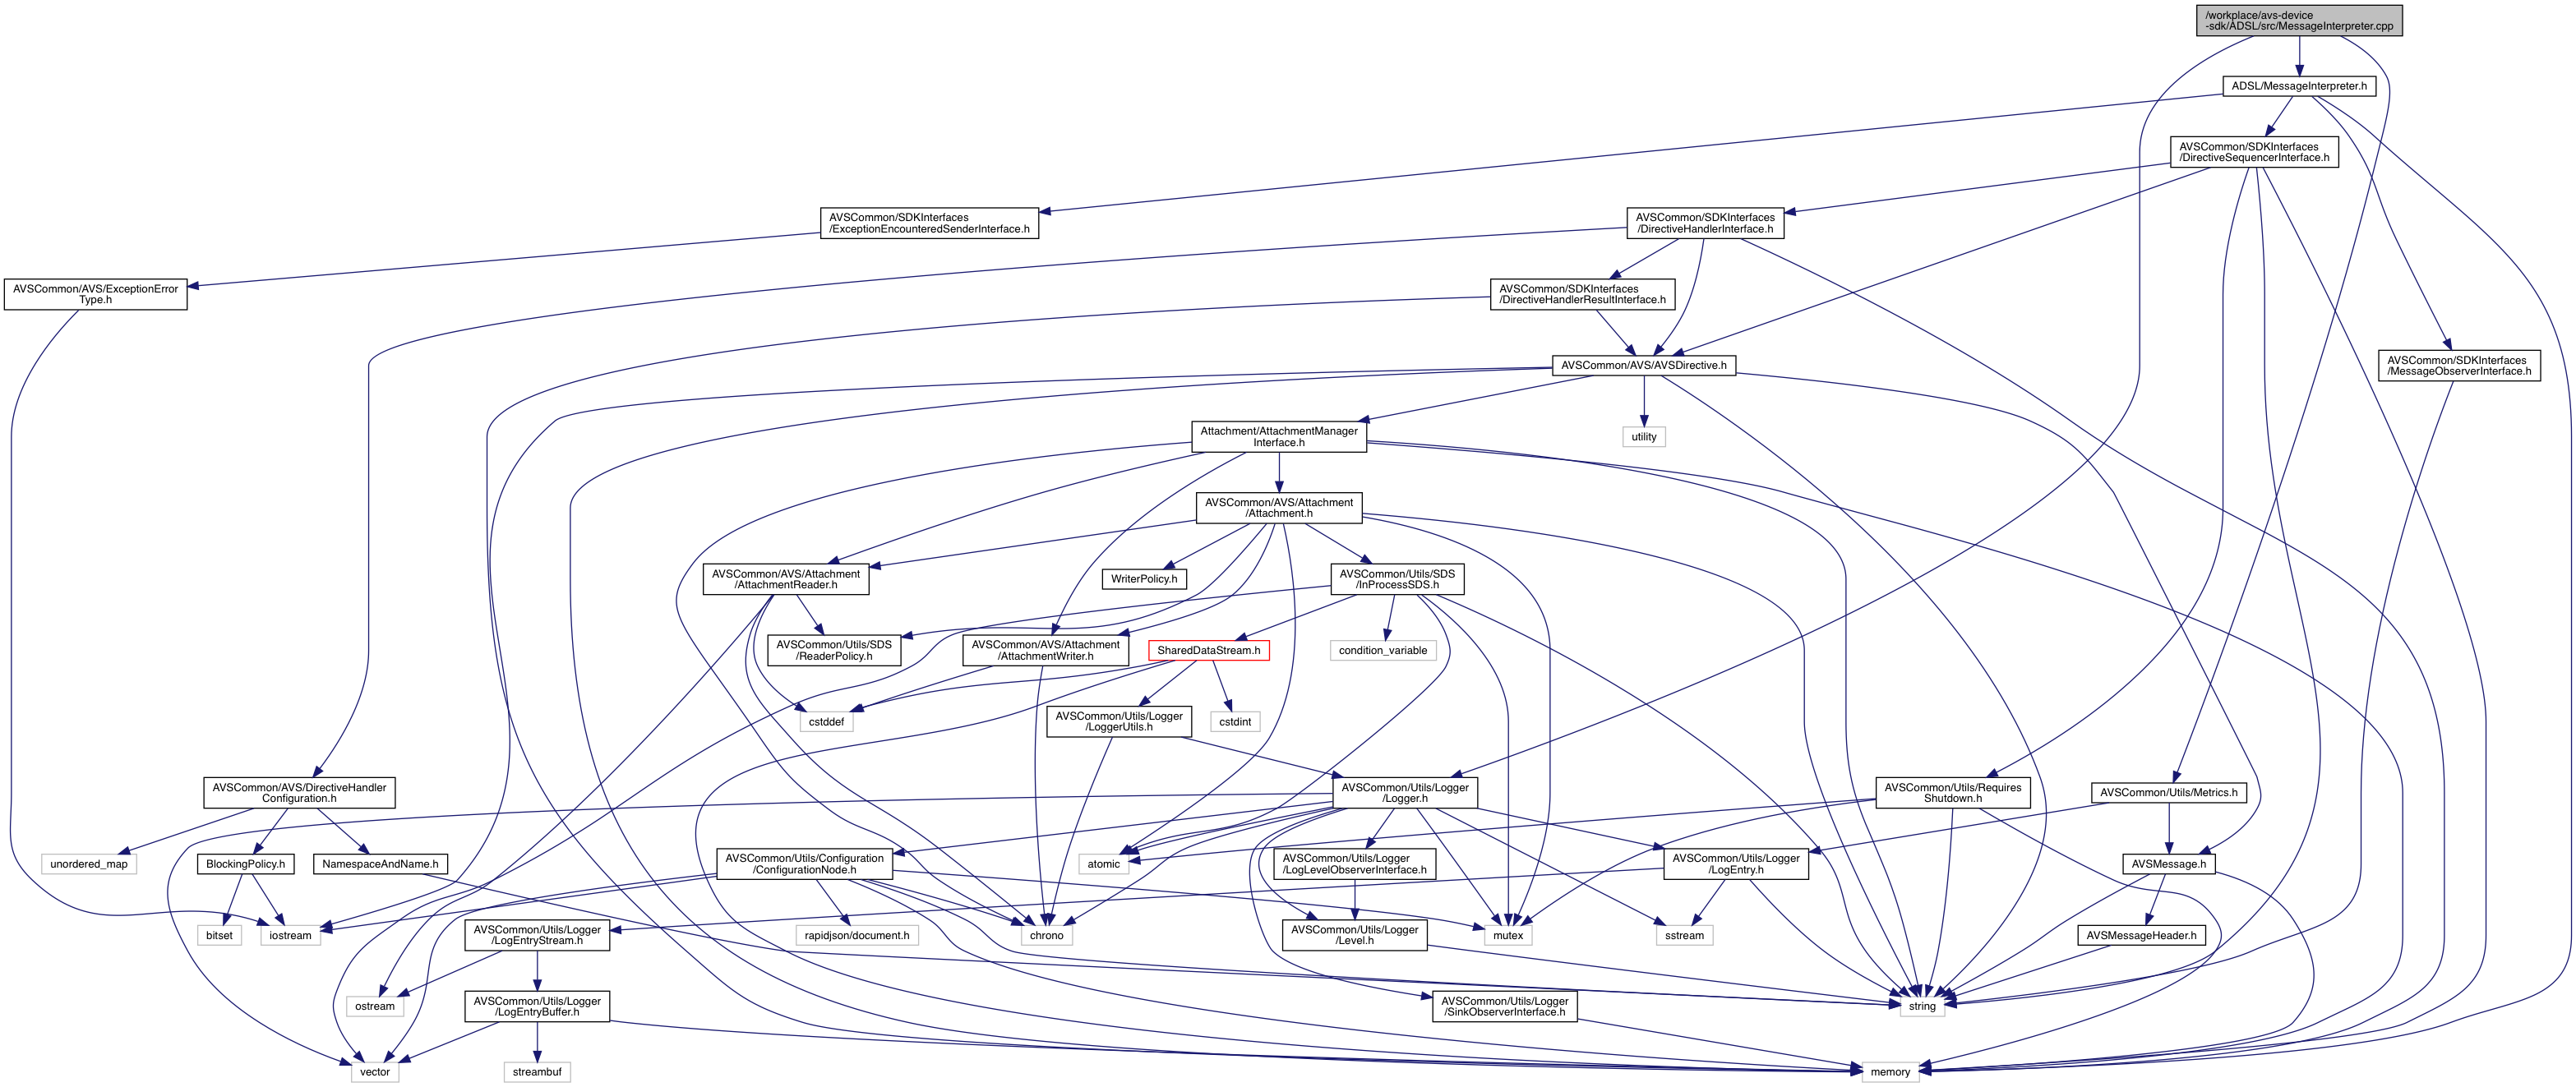 /workplace/avs-device
-sdk/ADSL/src/MessageInterpreter.cpp
ADSL/MessageInterpreter.h
AVSCommon/SDKInterfaces
/DirectiveSequencerInterface.h
AVSCommon/SDKInterfaces
/ExceptionEncounteredSenderInterface.h
AVSCommon/SDKInterfaces
/DirectiveHandlerInterface.h
AVSCommon/AVS/ExceptionError
Type.h
AVSCommon/SDKInterfaces
/DirectiveHandlerResultInterface.h
AVSCommon/AVS/AVSDirective.h
AVSCommon/SDKInterfaces
/MessageObserverInterface.h
Attachment/AttachmentManager
Interface.h
utility
AVSCommon/AVS/Attachment
/Attachment.h
AVSCommon/AVS/Attachment
/AttachmentReader.h
WriterPolicy.h
AVSCommon/Utils/SDS
/InProcessSDS.h
AVSCommon/Utils/SDS
/ReaderPolicy.h
AVSCommon/AVS/Attachment
/AttachmentWriter.h
SharedDataStream.h
condition_variable
cstddef
AVSCommon/Utils/Logger
/LoggerUtils.h
cstdint
AVSCommon/AVS/DirectiveHandler
Configuration.h
AVSCommon/Utils/Logger
/Logger.h
AVSCommon/Utils/Requires
Shutdown.h
AVSCommon/Utils/Metrics.h
unordered_map
BlockingPolicy.h
NamespaceAndName.h
AVSCommon/Utils/Configuration
/ConfigurationNode.h
atomic
AVSCommon/Utils/Logger
/LogLevelObserverInterface.h
AVSCommon/Utils/Logger
/LogEntry.h
AVSMessage.h
bitset
iostream
AVSCommon/Utils/Logger
/LogEntryStream.h
rapidjson/document.h
chrono
AVSCommon/Utils/Logger
/Level.h
mutex
sstream
AVSMessageHeader.h
ostream
AVSCommon/Utils/Logger
/LogEntryBuffer.h
AVSCommon/Utils/Logger
/SinkObserverInterface.h
string
vector
streambuf
memory